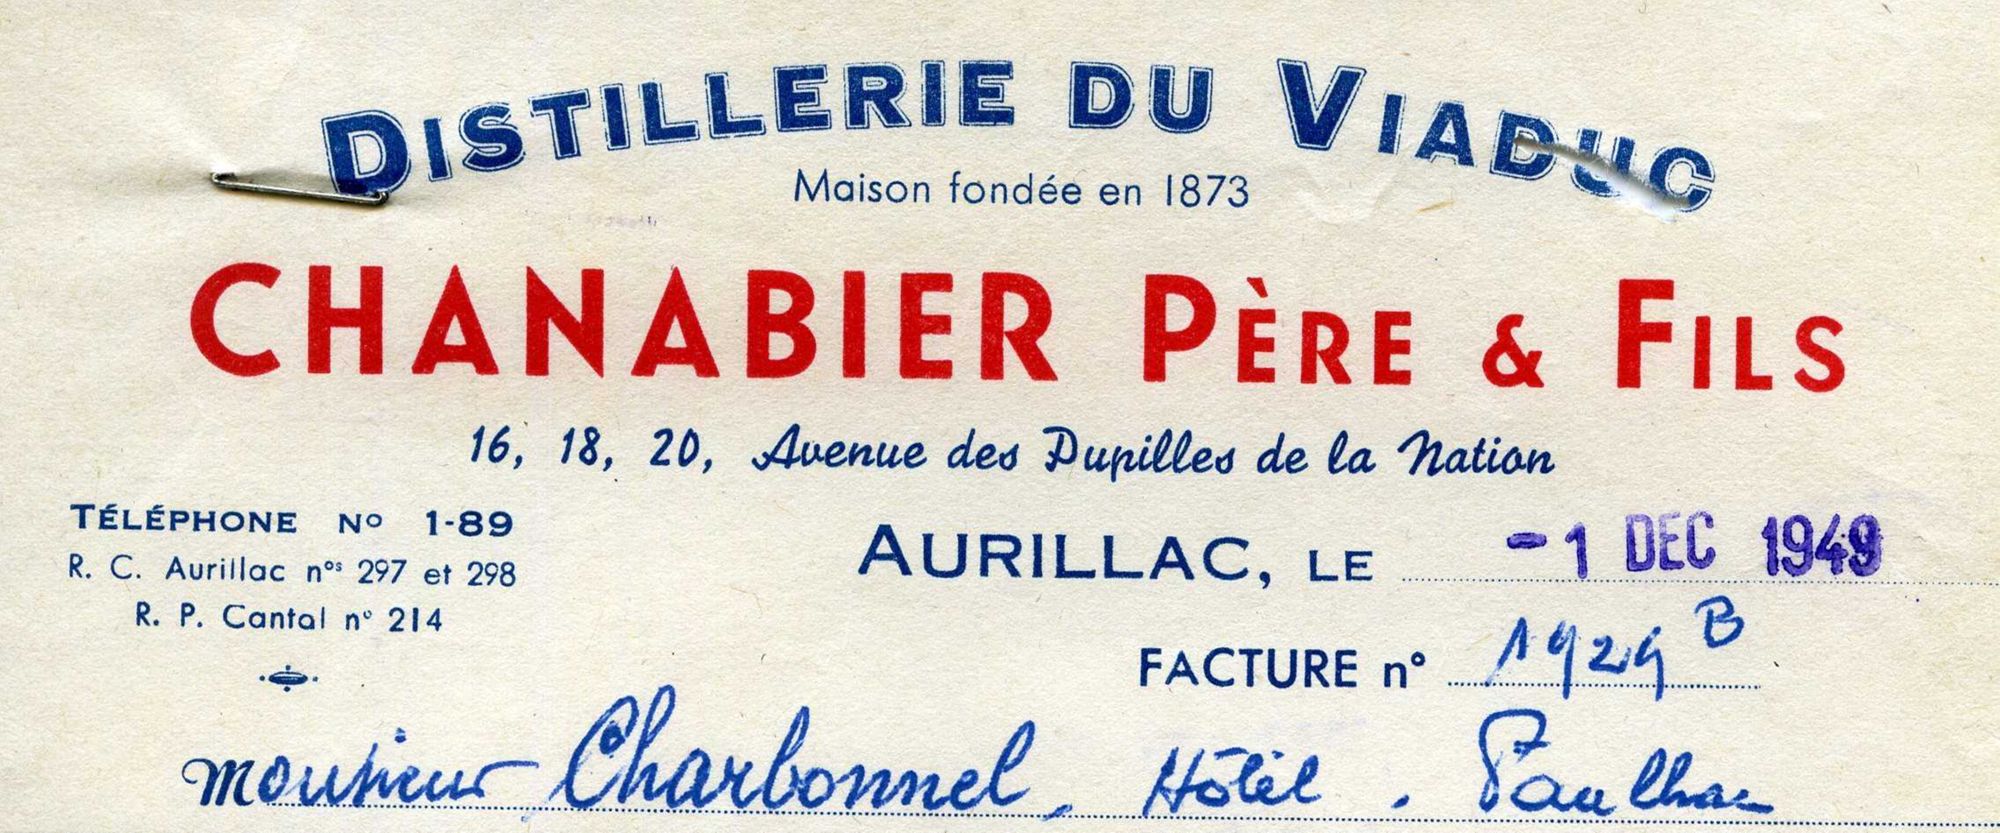 DISTILLERIE DU VIADUC
Maison fondée en 1873
CHANABIER PÈRE & FILS
16, 18, 20, Avenue des Pupilles de la Nation
TÉLÉPHONE No 1-89
R. C. Aurillac nos 297 et 298
R. P. Cantal n° 214
AURILLAC, LE -1 DEC 1949
FACTURE n° 1929 B
Monsieur Charbonnel, Hôtel. Paulhac